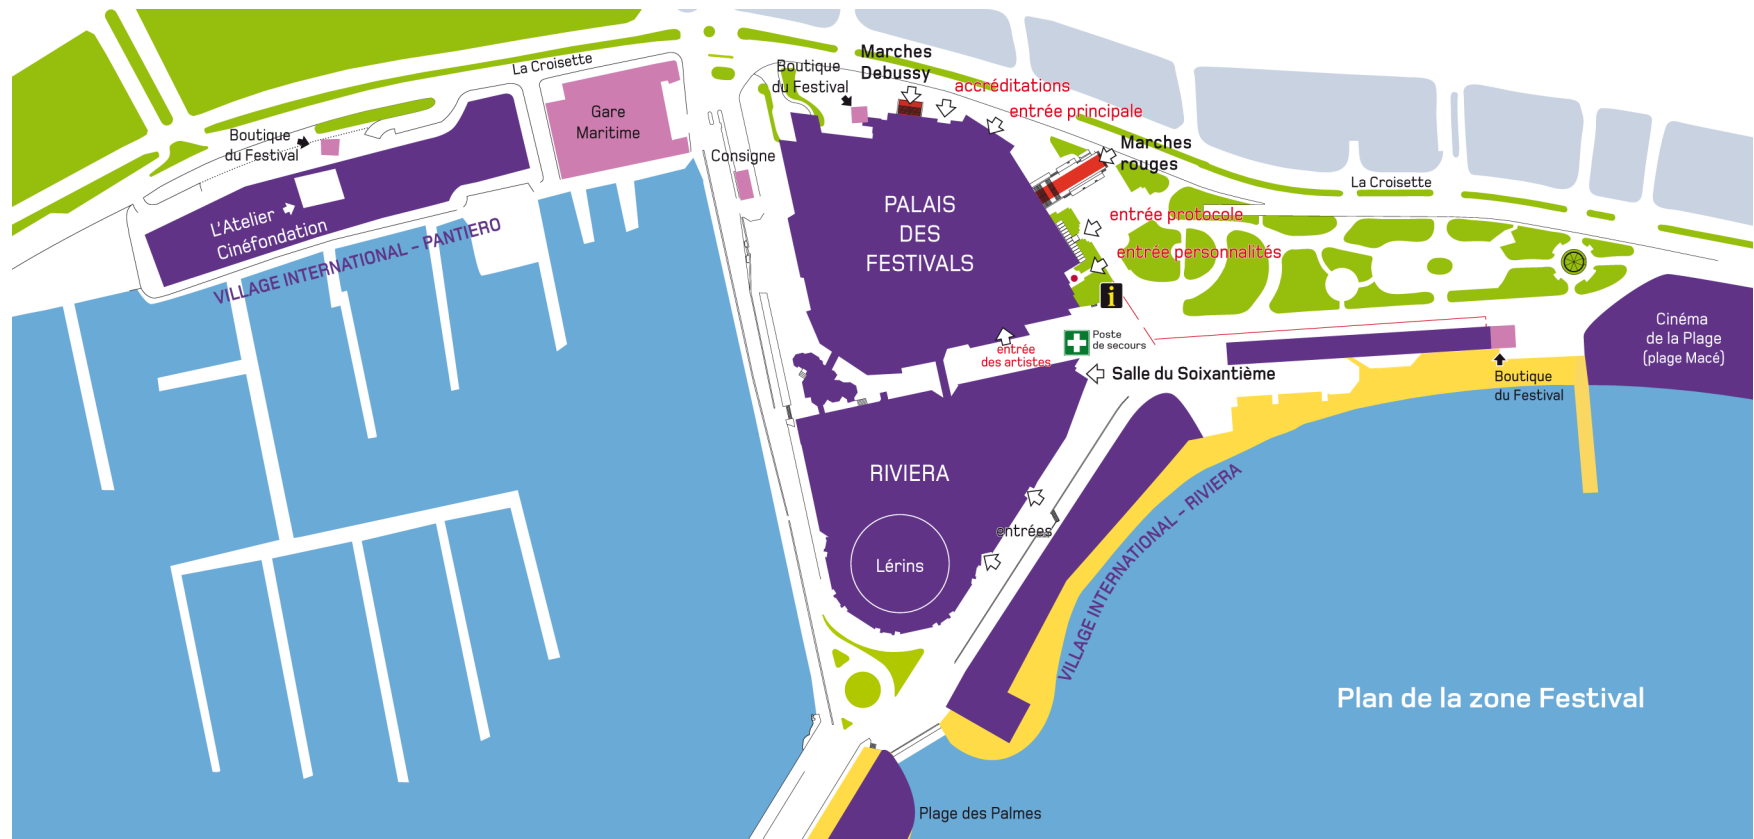 La Croisette
Marches
Debussy
Boutique
du Festival
accréditations
entrée principale
Gare
Maritime
Boutique
du Festival
Marches
rouges
Consigne
La Croisette
L'Atelier
Cinéfondation
PALAIS
DES
FESTIVALS
entrée protocole
entrée personnalités
VILLAGE INTERNATIONAL – PANTIERO
i
Poste
de secours
entrée
des artistes
Cinéma
de la Plage
(plage Macé)
Salle du Soixantième
Boutique
du Festival
RIVIERA
entrées
Lérins
VILLAGE INTERNATIONAL – RIVIERA
Plan de la zone Festival
Plage des Palmes